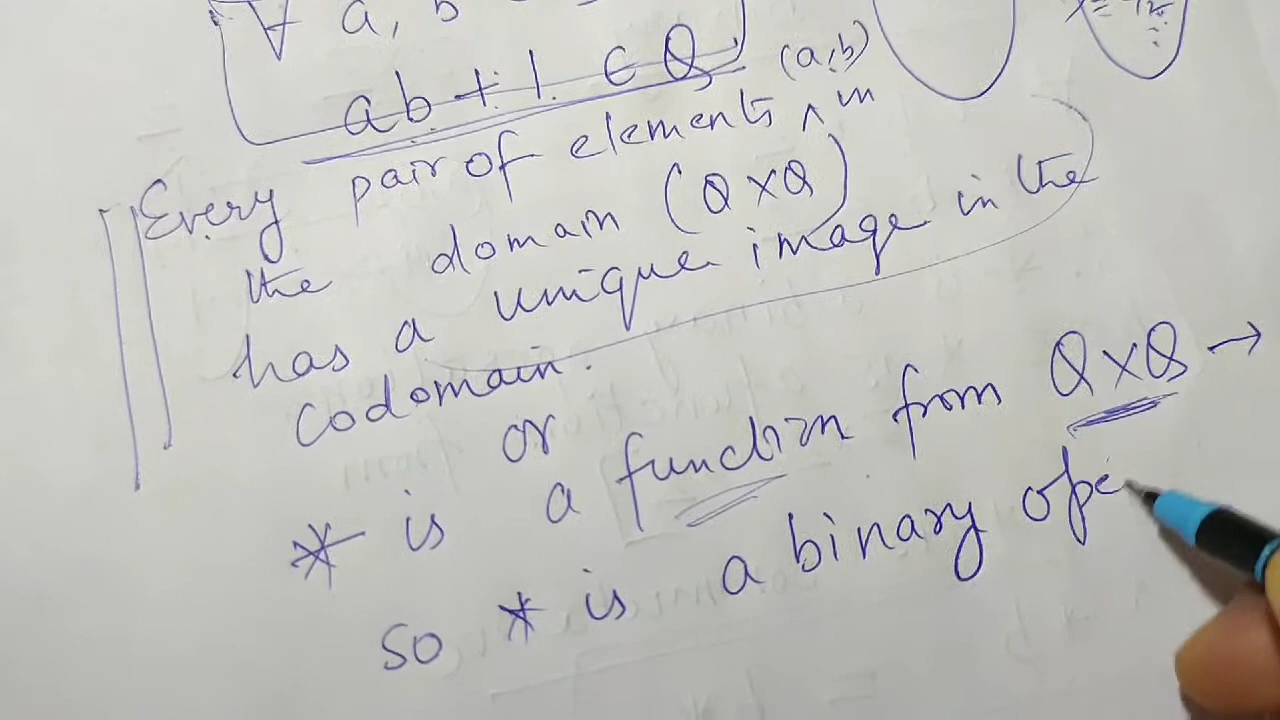 ∀ a, b
ab + 1 ∈ Q
(a, b)
Every pair of elements ^ in
the domain (Q×Q)
has a unique image in the
codomain.
or
* is a function from Q×Q →
so * is a binary ope